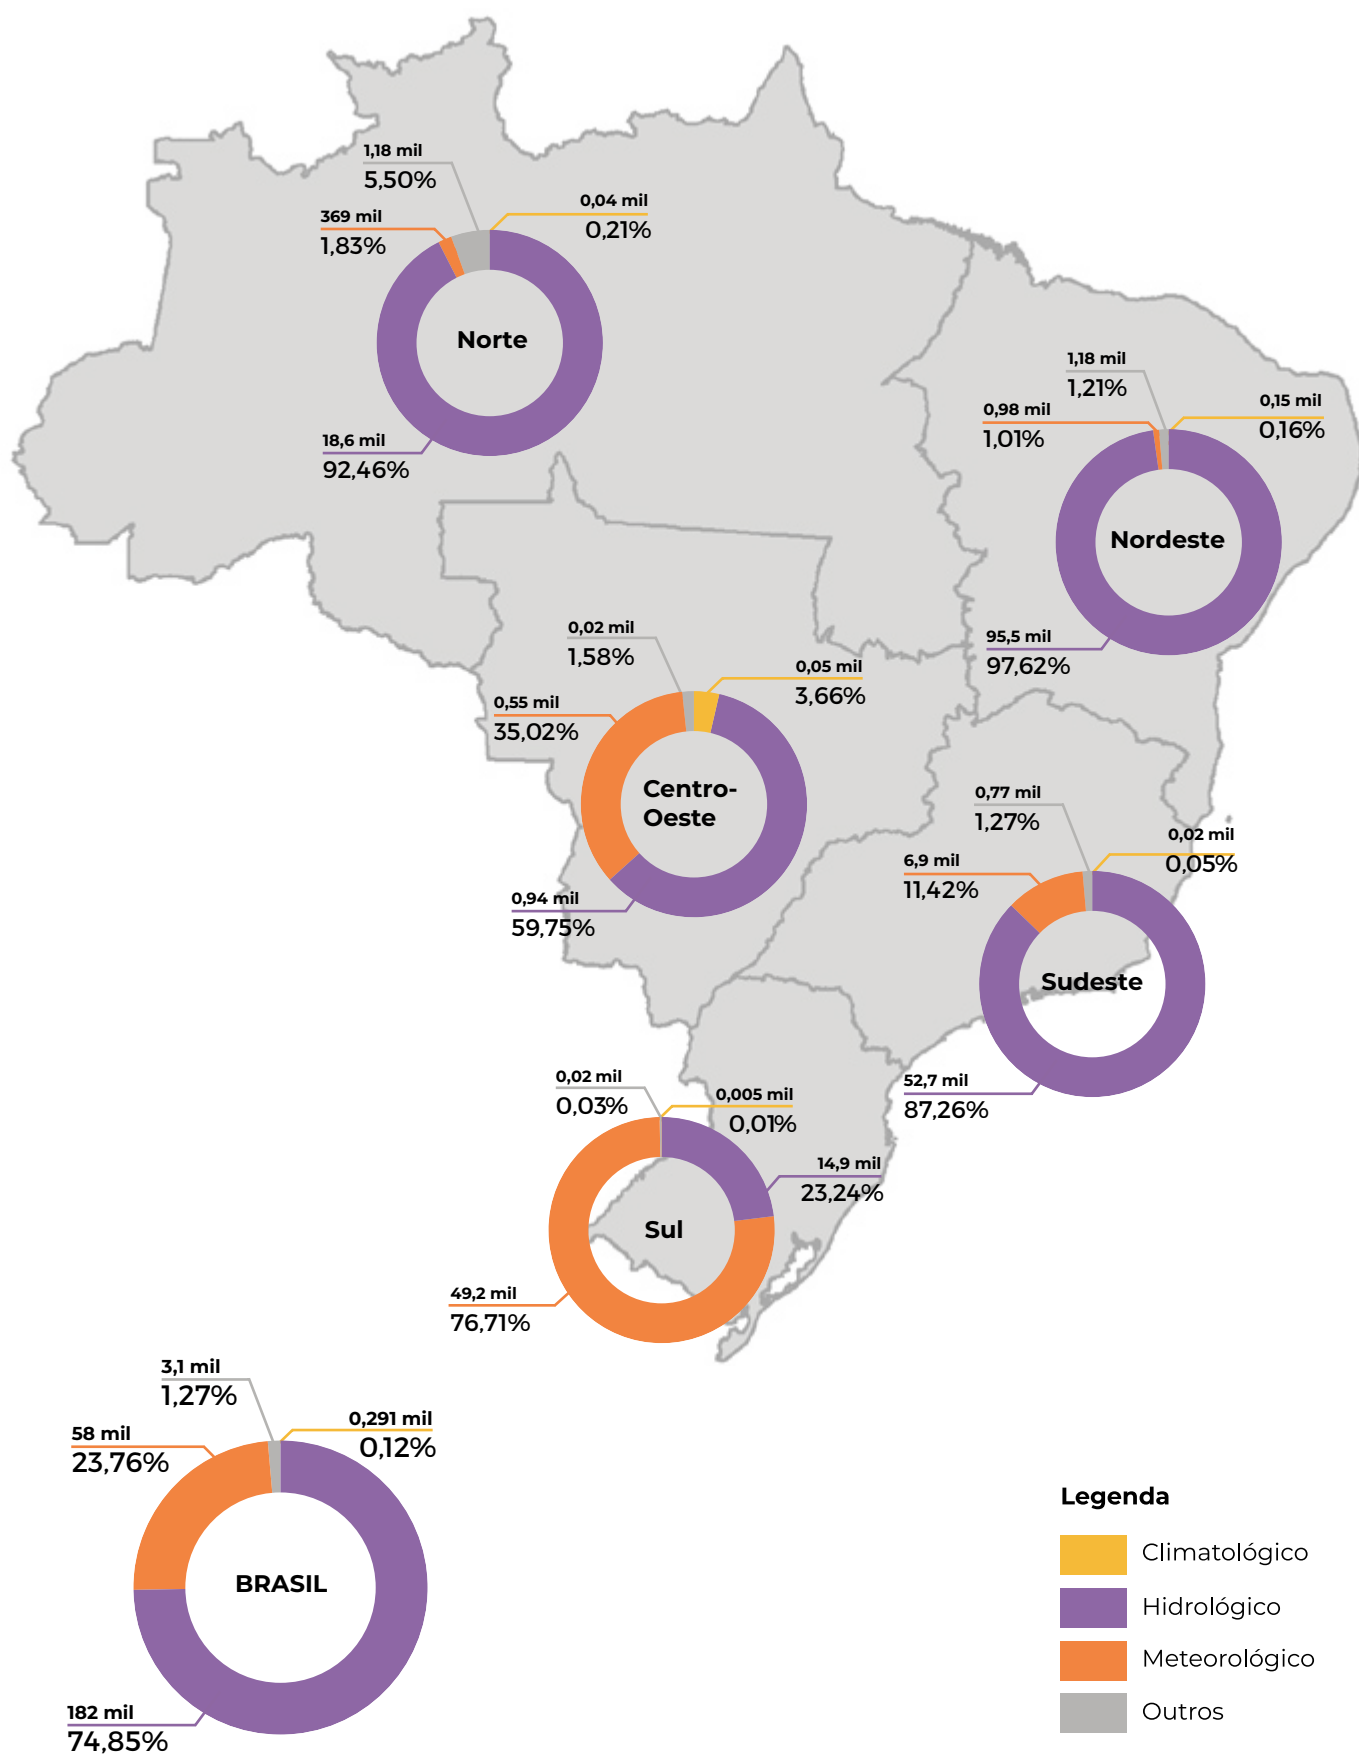 1,18 mil
5,50%
0,04 mil
0,21%
369 mil
1,83%
Norte
18,6 mil
92,46%
1,18 mil
1,21%
0,15 mil
0,16%
0,98 mil
1,01%
Nordeste
95,5 mil
97,62%
0,02 mil
1,58%
0,05 mil
3,66%
0,55 mil
35,02%
Centro-
Oeste
0,94 mil
59,75%
0,77 mil
1,27%
0,02 mil
0,05%
6,9 mil
11,42%
Sudeste
52,7 mil
87,26%
0,02 mil
0,03%
0,005 mil
0,01%
14,9 mil
23,24%
Sul
49,2 mil
76,71%
3,1 mil
1,27%
0,291 mil
0,12%
58 mil
23,76%
BRASIL
182 mil
74,85%
Legenda
Climatológico
Hidrológico
Meteorológico
Outros